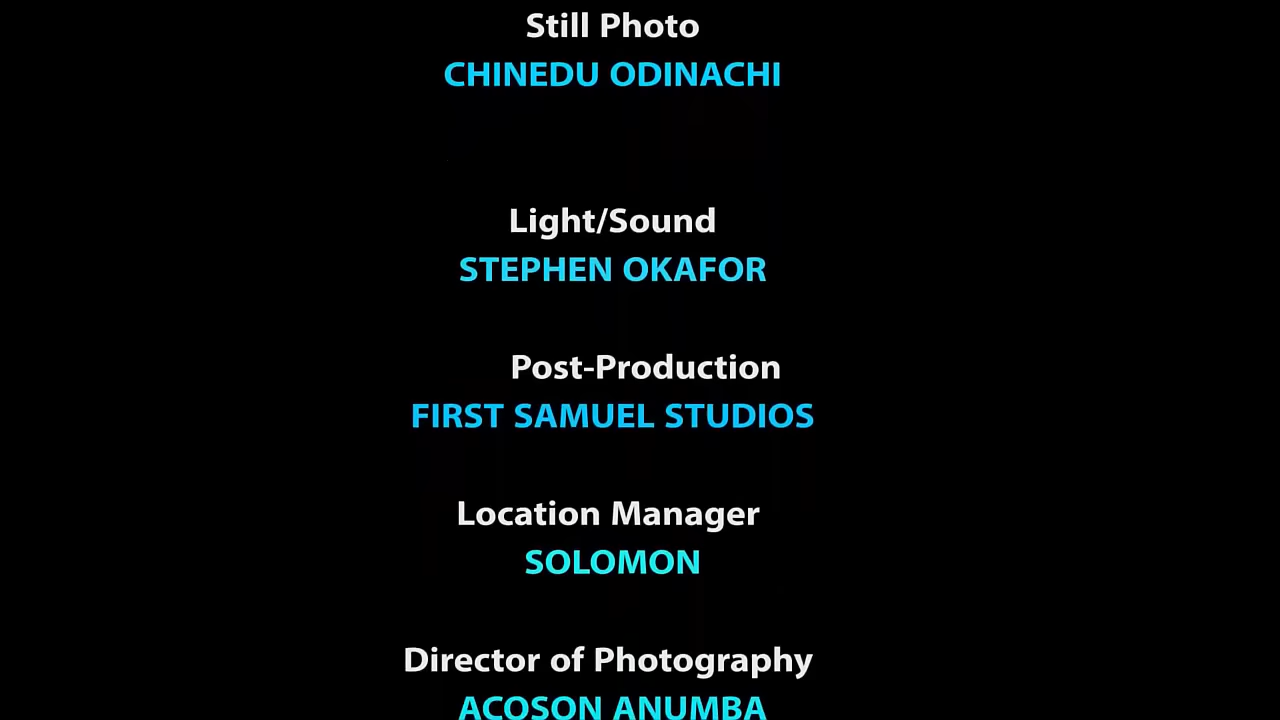 Still Photo
CHINEDU ODINACHI
Light/Sound
STEPHEN OKAFOR
Post-Production
FIRST SAMUEL STUDIOS
Location Manager
SOLOMON
Director of Photography
ACOSON ANUMBA